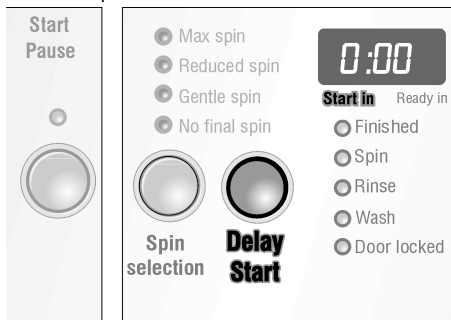 Start
Pause
Max spin
Reduced spin
Gentle spin
No final spin
Spin
selection
Delay
Start
0:00
Start in Ready in
Finished
Spin
Rinse
Wash
Door locked